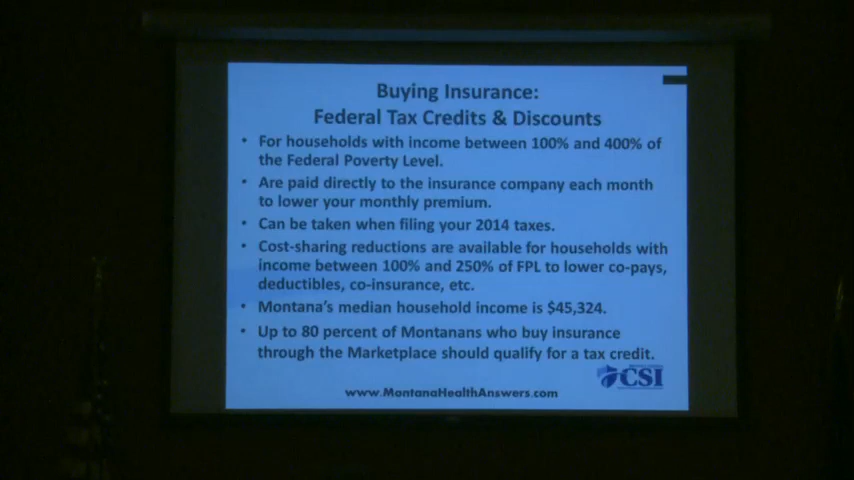 Buying Insurance:
Federal Tax Credits & Discounts
• For households with income between 100% and 400% of
the Federal Poverty Level.
• Are paid directly to the insurance company each month
to lower your monthly premium.
• Can be taken when filing your 2014 taxes.
• Cost-sharing reductions are available for households with
income between 100% and 250% of FPL to lower co-pays,
deductibles, co-insurance, etc.
• Montana's median household income is $45,324.
• Up to 80 percent of Montanans who buy insurance
through the Marketplace should qualify for a tax credit.
CSI
www.MontanaHealthAnswers.com